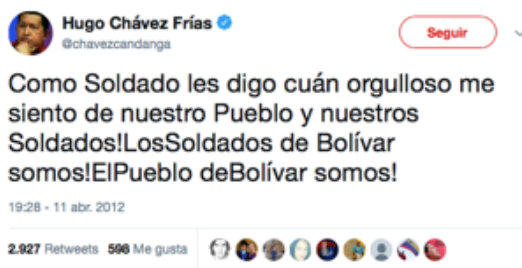 Hugo Chávez Frías
@chavezcandanga
Seguir
Como Soldado les digo cuán orgulloso me
siento de nuestro Pueblo y nuestros
Soldados!LosSoldados de Bolívar
somos!ElPueblo deBolívar somos!
19:28 - 11 abr. 2012
2.927 Retweets 598 Me gusta